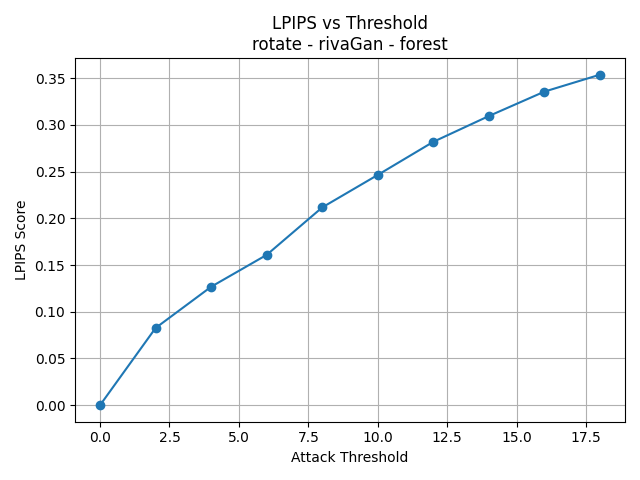 LPIPS vs Threshold
rotate - rivaGan - forest
LPIPS Score
0.35
0.30
0.25
0.20
0.15
0.10
0.05
0.00
0.0 2.5 5.0 7.5 10.0 12.5 15.0 17.5
Attack Threshold